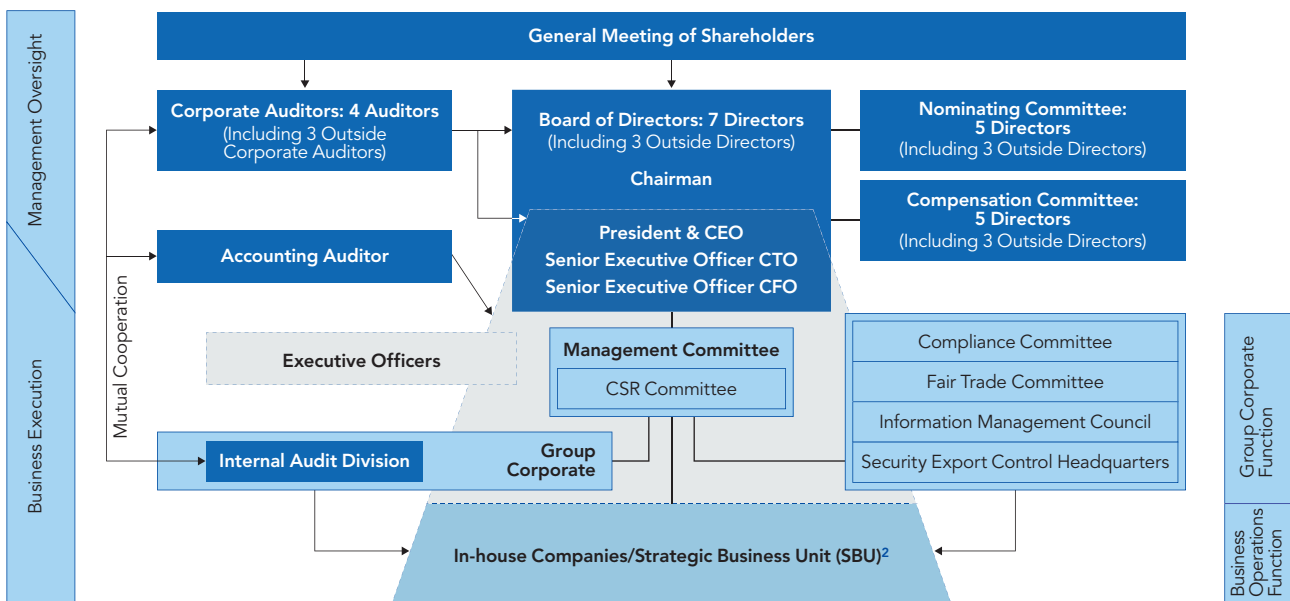 Management Oversight
Business Execution
General Meeting of Shareholders
Corporate Auditors: 4 Auditors
(Including 3 Outside
Corporate Auditors)
Board of Directors: 7 Directors
(Including 3 Outside Directors)
Chairman
Nominating Committee:
5 Directors
(Including 3 Outside Directors)
Compensation Committee:
5 Directors
(Including 3 Outside Directors)
President & CEO
Senior Executive Officer CTO
Senior Executive Officer CFO
Accounting Auditor
Mutual Cooperation
Executive Officers
Management Committee
CSR Committee
Compliance Committee
Fair Trade Committee
Information Management Council
Security Export Control Headquarters
Internal Audit Division
Group
Corporate
In-house Companies/Strategic Business Unit (SBU)2
Group Corporate
Function
Business
Operations
Function